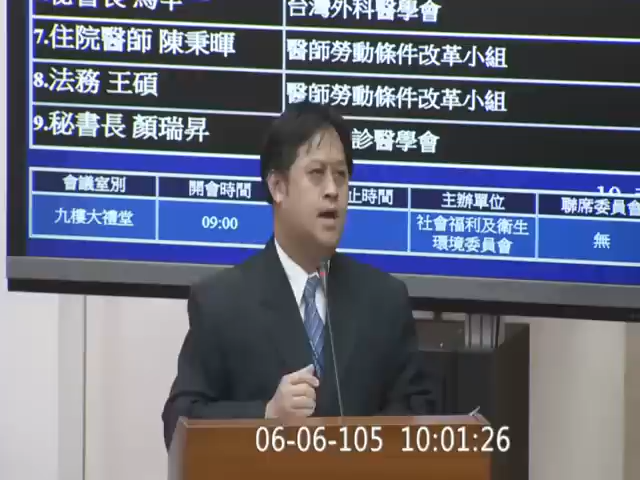 台灣外科醫學會
7.住院醫師 陳秉暉 醫師勞動條件改革小組
8.法務 王碩 醫師勞動條件改革小組
9.秘書長 顏瑞昇 診醫學會
會議室別 開會時間 止時間 主辦單位 聯席委員會
九樓大禮堂 09:00 社會福利及衛生環境委員會 無
06-06-105 10:01:26